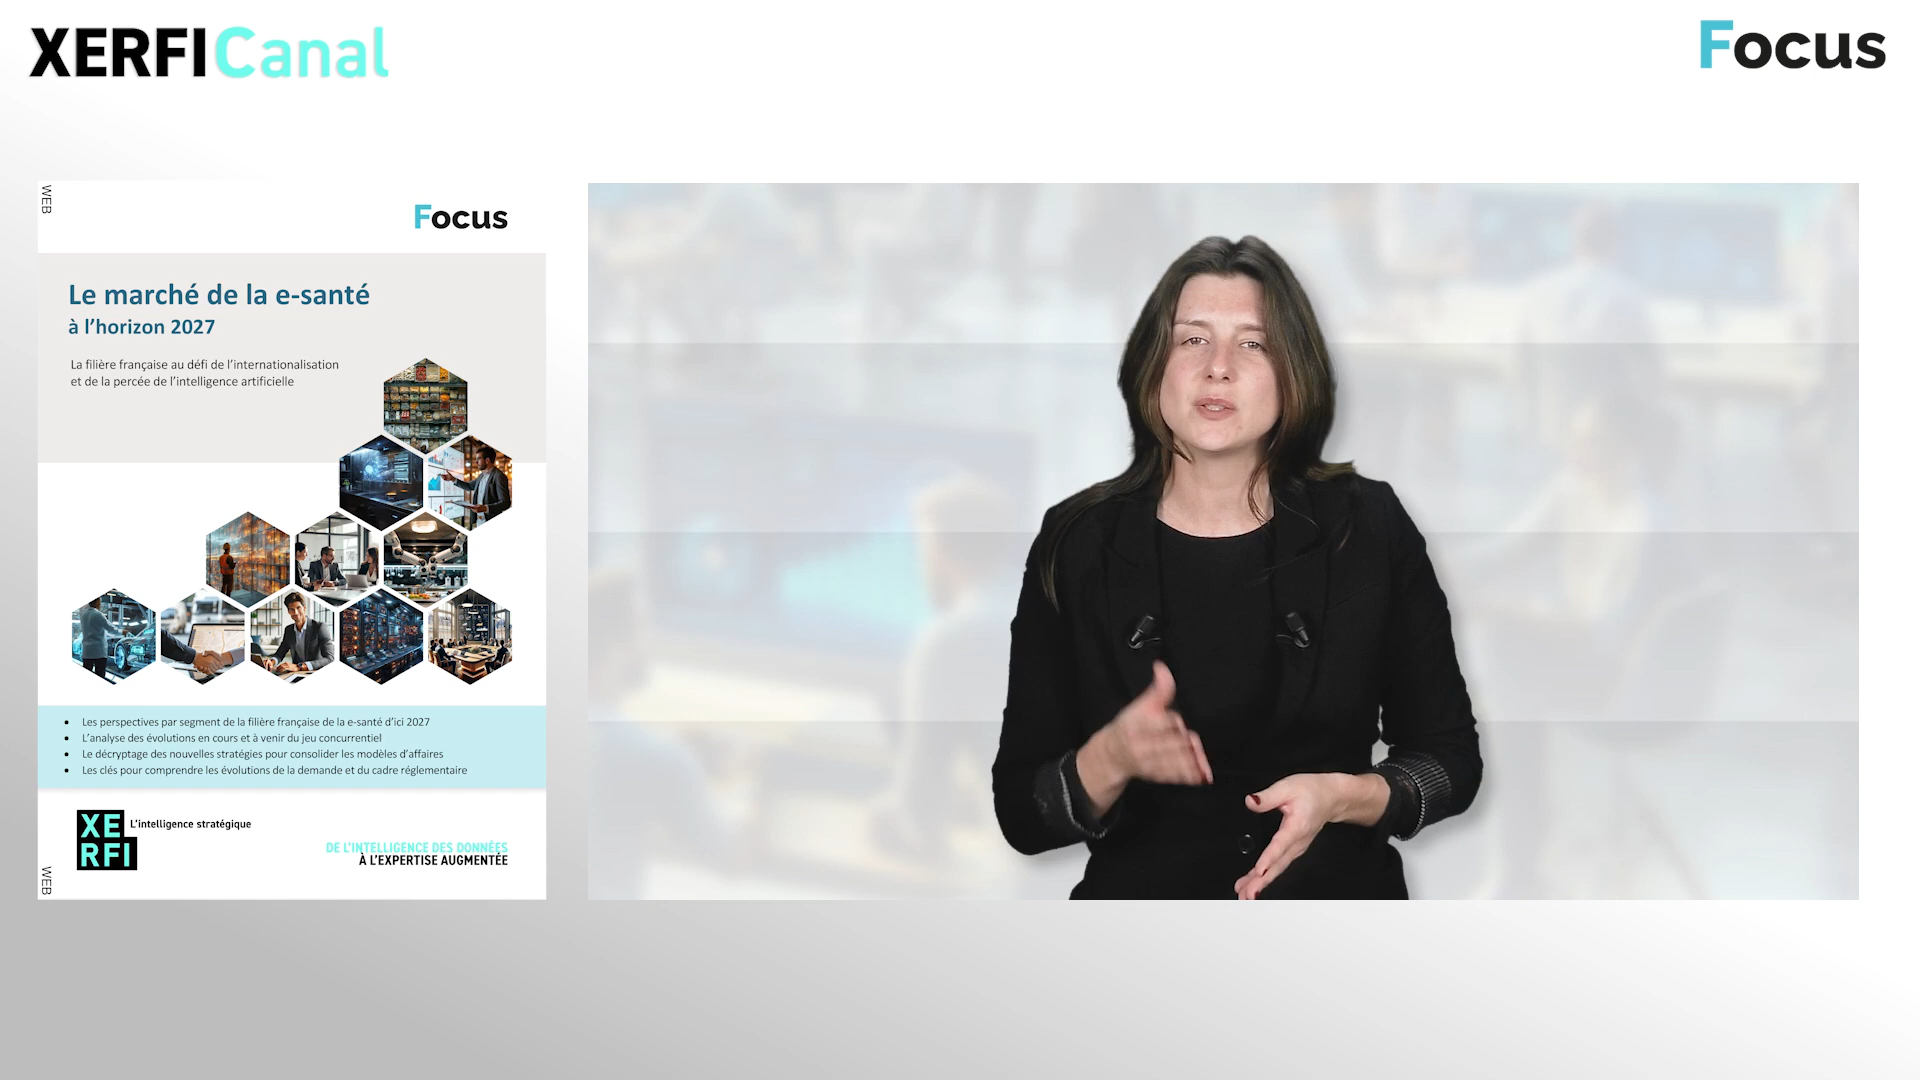 XERFI Canal
Focus
WEB
Focus
Le marché de la e-santé
à l’horizon 2027
La filière française au défi de l’internationalisation
et de la percée de l’intelligence artificielle
• Les perspectives par segment de la filière française de la e-santé d’ici 2027
• L’analyse des évolutions en cours et à venir du jeu concurrentiel
• Le décryptage des nouvelles stratégies pour consolider les modèles d’affaires
• Les clés pour comprendre les évolutions de la demande et du cadre réglementaire
XE
RFI
L’intelligence stratégique
DE L’INTELLIGENCE DES DONNÉES
À L’EXPERTISE AUGMENTÉE
WEB